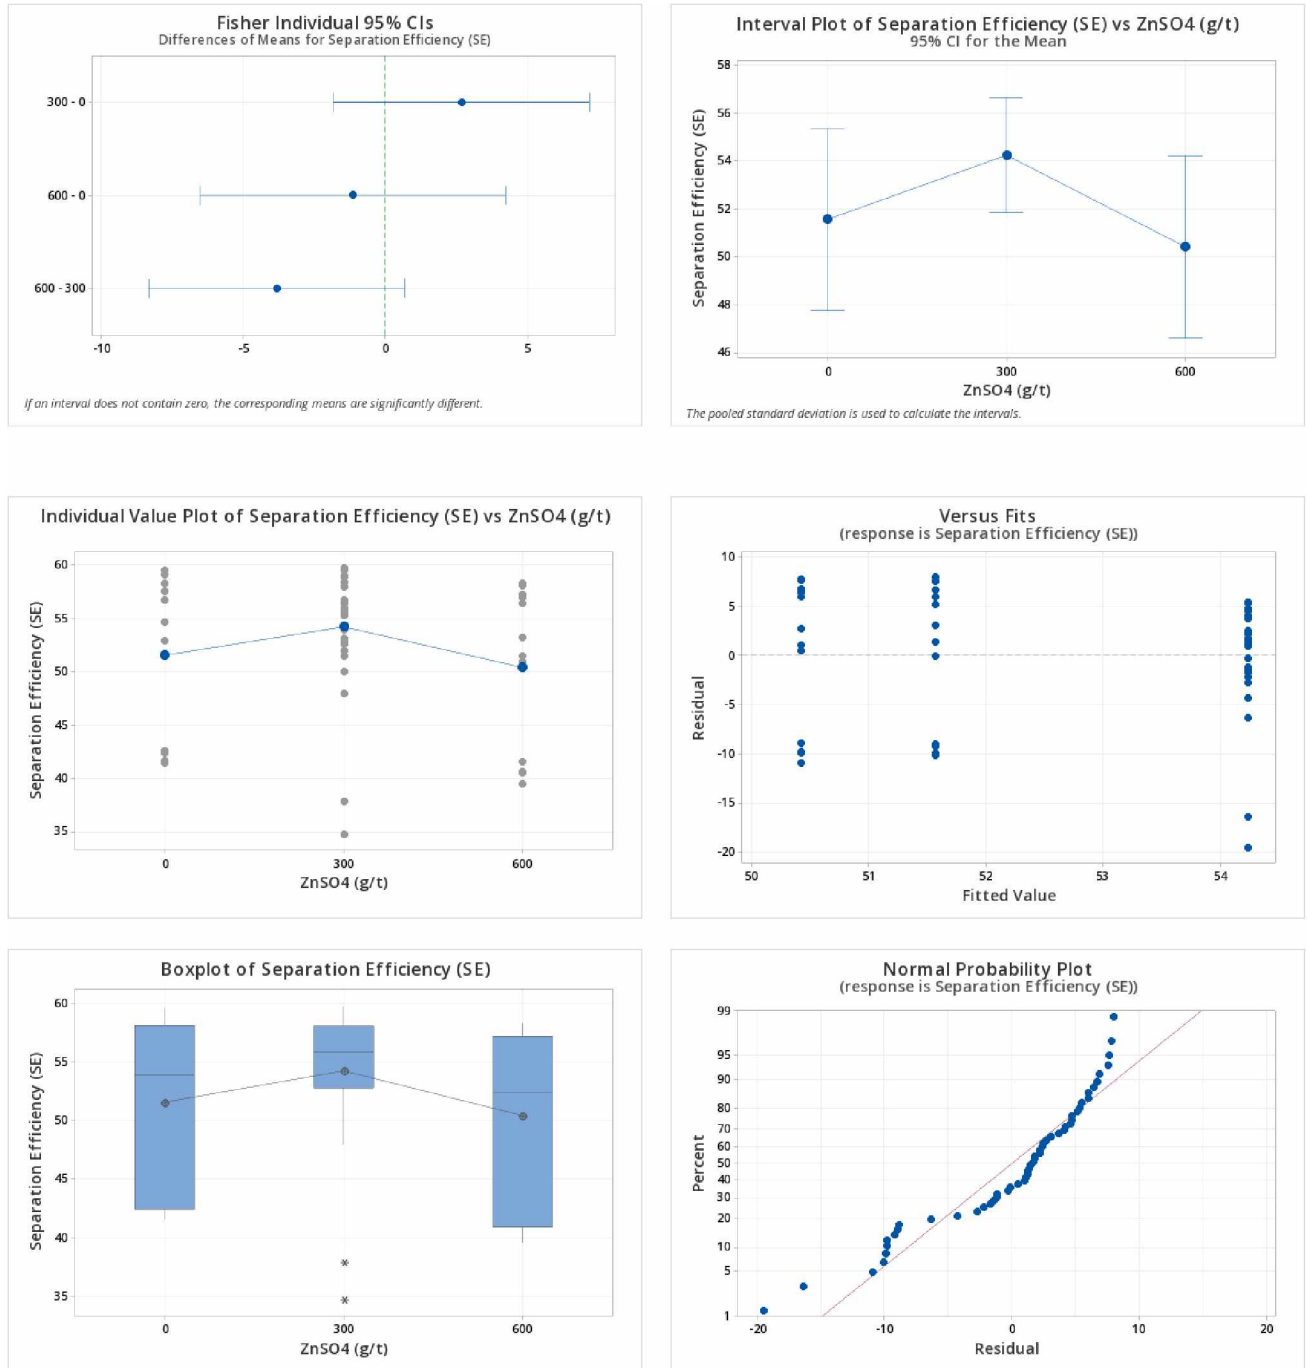 Fisher Individual 95% CIs
Differences of Means for Separation Efficiency (SE)
300 - 0
600 - 0
600 - 300
-10 -5 0 5
If an interval does not contain zero, the corresponding means are significantly different.
Interval Plot of Separation Efficiency (SE) vs ZnSO4 (g/t)
95% CI for the Mean
Separation Efficiency (SE)
58
56
54
52
50
48
46
0 300 600
ZnSO4 (g/t)
The pooled standard deviation is used to calculate the intervals.
Individual Value Plot of Separation Efficiency (SE) vs ZnSO4 (g/t)
Separation Efficiency (SE)
60
55
50
45
40
35
0 300 600
ZnSO4 (g/t)
Versus Fits
(response is Separation Efficiency (SE))
Residual
10
5
0
-5
-10
-15
-20
50 51 52 53 54
Fitted Value
Boxplot of Separation Efficiency (SE)
Separation Efficiency (SE)
60
55
50
45
40
35
0 300 600
ZnSO4 (g/t)
Normal Probability Plot
(response is Separation Efficiency (SE))
Percent
99
95
90
80
70
60
50
40
30
20
10
5
1
-20 -10 0 10 20
Residual